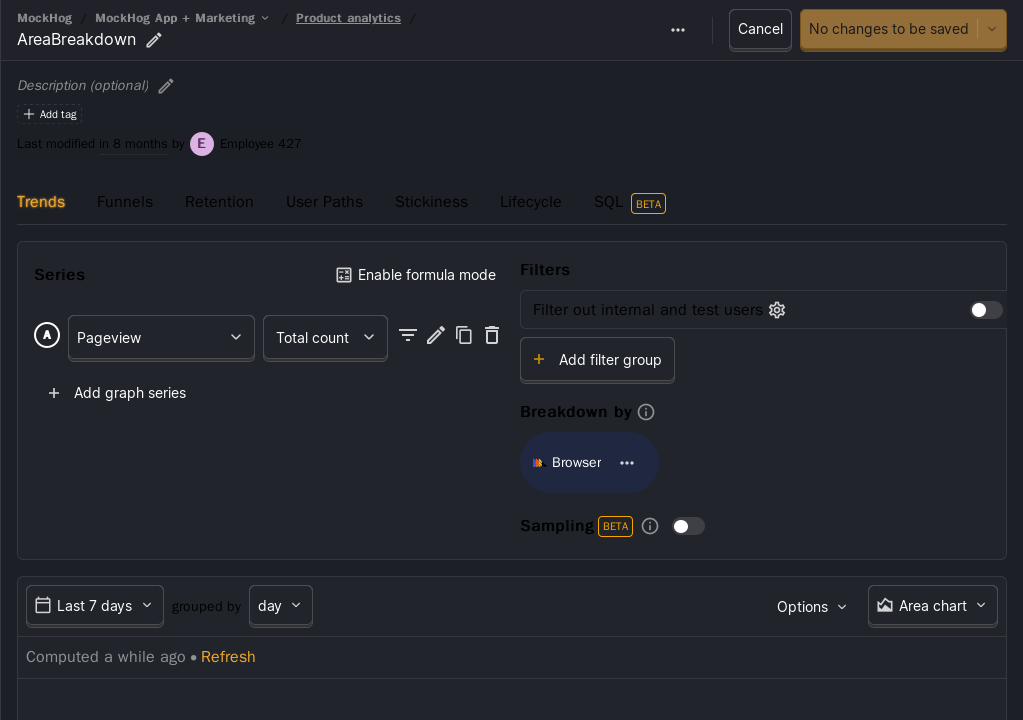 MockHog / MockHog App + Marketing / Product analytics /
AreaBreakdown
Cancel
No changes to be saved
Description (optional)
Add tag
Last modified in 8 months by E Employee 427
Trends Funnels Retention User Paths Stickiness Lifecycle SQL BETA
Series
Enable formula mode
A Pageview Total count
Add graph series
Filters
Filter out internal and test users
Add filter group
Breakdown by
Browser
Sampling BETA
Last 7 days grouped by day
Options Area chart
Computed a while ago • Refresh